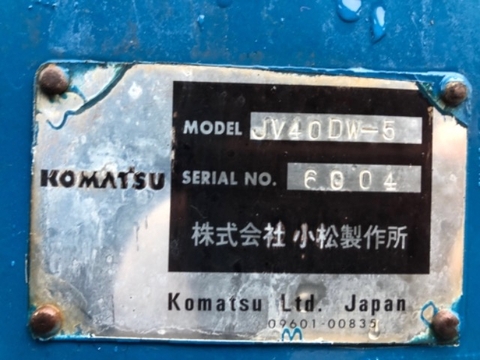 MODEL JV40DW-5
KOMATSU SERIAL NO. 6004
株式会社 小松製作所
Komatsu Ltd. Japan
09601-00835